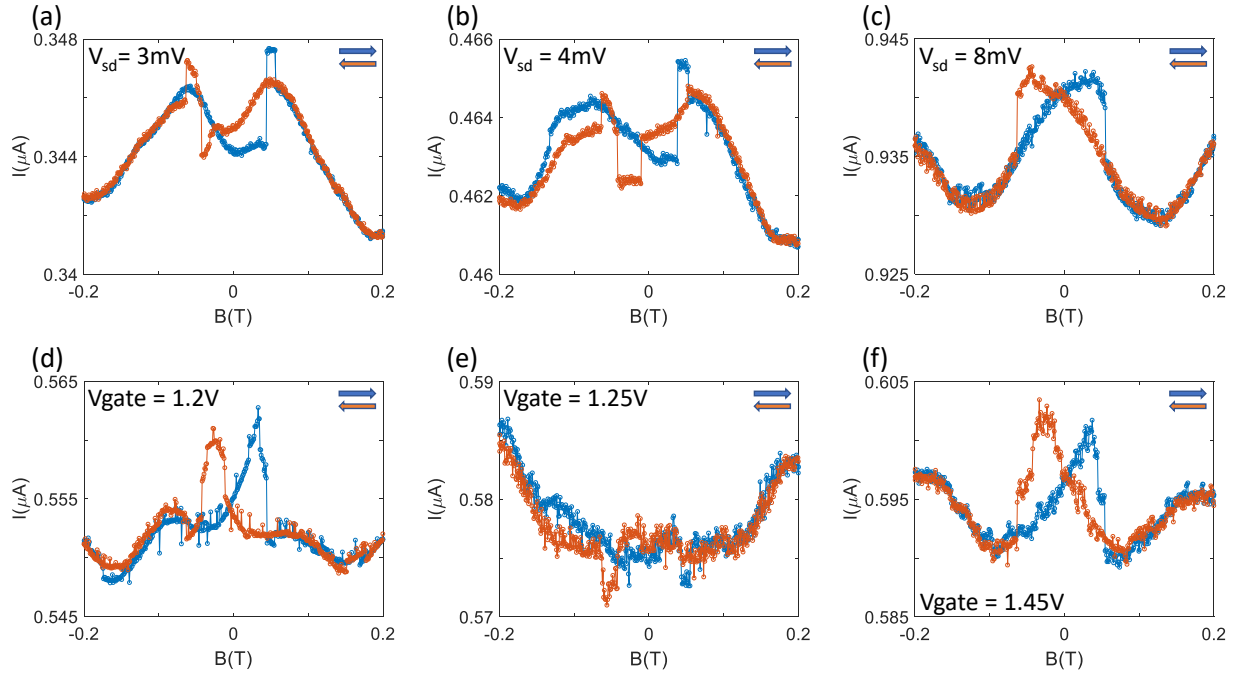 (a)
V_sd= 3mV
0.348
0.344
0.34
I(μA)
-0.2
0
0.2
B(T)
(b)
V_sd= 4mV
0.466
0.464
0.462
0.46
I(μA)
-0.2
0
0.2
B(T)
(c)
V_sd= 8mV
0.945
0.935
0.925
I(μA)
-0.2
0
0.2
B(T)
(d)
Vgate = 1.2V
0.565
0.555
0.545
I(μA)
-0.2
0
0.2
B(T)
(e)
Vgate = 1.25V
0.59
0.58
0.57
I(μA)
-0.2
0
0.2
B(T)
(f)
0.605
0.595
0.585
I(μA)
Vgate = 1.45V
-0.2
0
0.2
B(T)